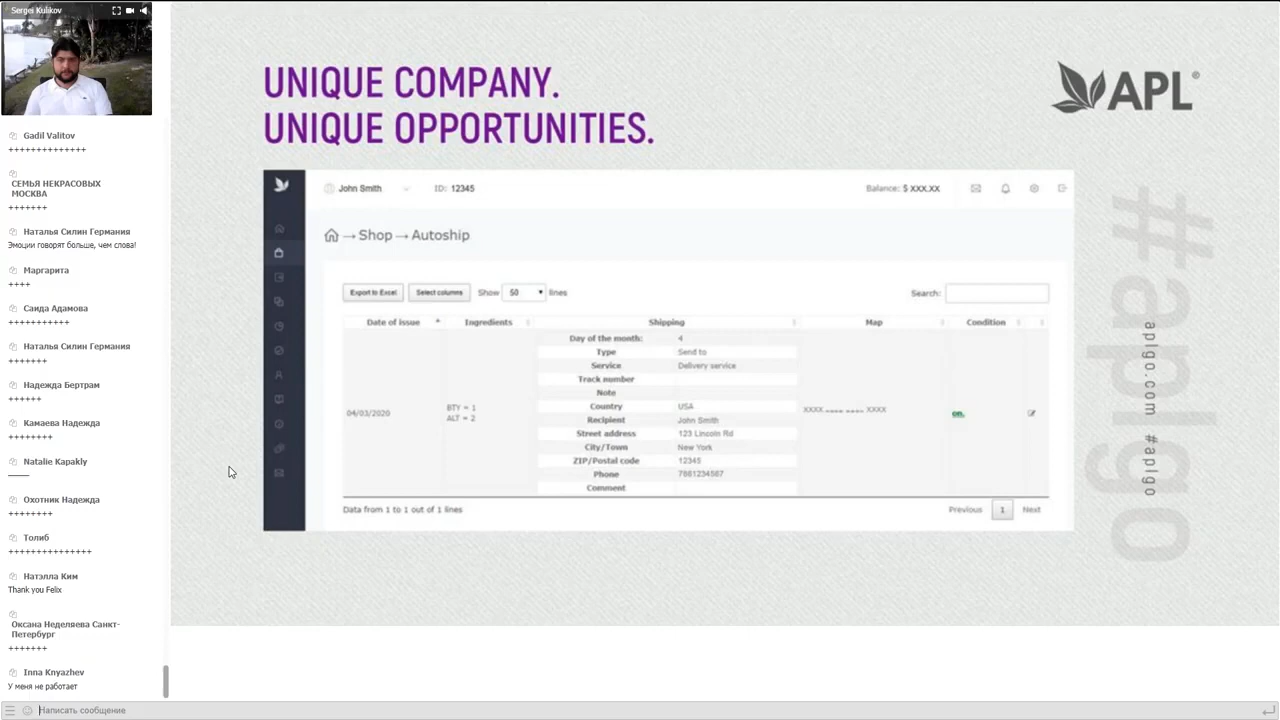 Sergei Kulikov
Gadil Valitov
++++++++++++++
СЕМЬЯ НЕКРАСОВЫХ
МОСКВА
+++++++
Наталья Силин Германия
Эмоции говорят больше, чем слова!
Маргарита
++++
Саида Адамова
+++++++++++
Наталья Силин Германия
+++++++
Надежда Бертрам
++++++
Камаева Надежда
++++++++
Natalie Kapakly
Охотник Надежда
++++++++
Толиб
+++++++++++++++
Натэлла Ким
Thank you Felix
Оксана Неделяева Санкт-
Петербург
+++++++
Inna Knyazhev
У меня не работает
Написать сообщение
UNIQUE COMPANY.
UNIQUE OPPORTUNITIES.
APL®
John Smith ID: 12345 Balance: $ XXX.XX
→ Shop → Autoship
Export to Excel Select columns Show 50 lines Search:
Date of issue Ingredients Shipping Map Condition
Day of the month: 4
Type Send to
Service Delivery service
Track number
Note
Country USA
Recipient John Smith
Street address 123 Lincoln Rd
City/Town New York
ZIP/Postal code 12345
Phone 7861234567
Comment
04/03/2020
BTY = 1
ALT = 2
XXXX .... .... XXXX
on.
Data from 1 to 1 out of 1 lines Previous 1 Next
#aplgo
aplgo.com #aplgo